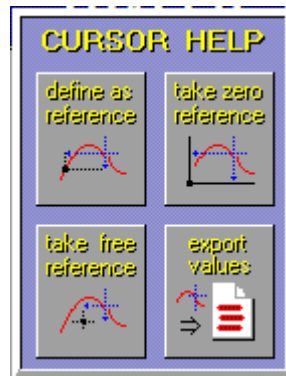 CURSOR HELP
define as
reference
take zero
reference
take free
reference
export
values